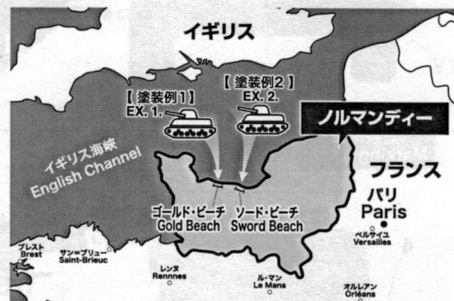 イギリス
【塗装例1】
EX. 1.
【塗装例2】
EX. 2.
ノルマンディー
イギリス海峡
English Channel
フランス
パリ
Paris
ベルサイユ
Versailles
ゴールド・ビーチ
Gold Beach
ソード・ビーチ
Sword Beach
ブレスト
Brest
サン=ブリュー
Saint-Brieuc
レンヌ
Rennnes
ル・マン
Le Mans
オルレアン
Orléans